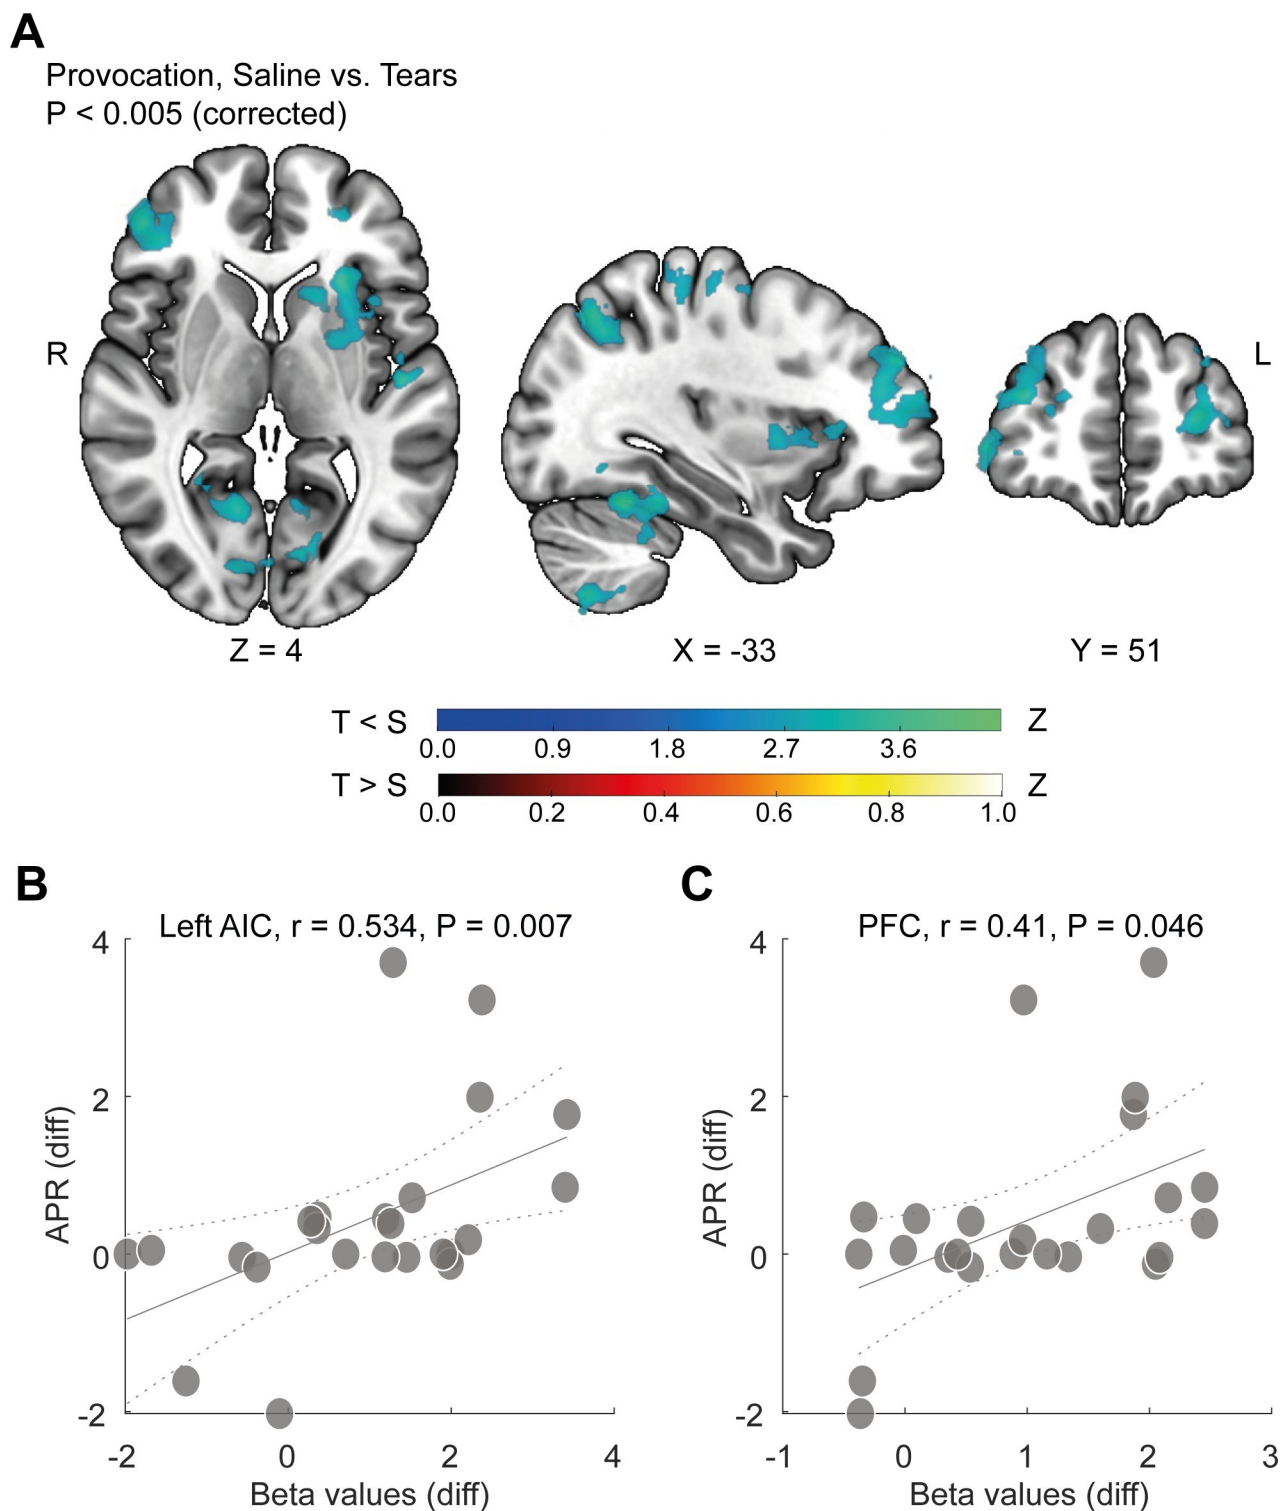 A
Provocation, Saline vs. Tears
P < 0.005 (corrected)
R
L
Z = 4
X = -33
Y = 51
T < S
Z
0.0 0.9 1.8 2.7 3.6
T > S
Z
0.0 0.2 0.4 0.6 0.8 1.0
B
Left AIC, r = 0.534, P = 0.007
4
2
0
-2
APR (diff)
-2 0 2 4
Beta values (diff)
C
PFC, r = 0.41, P = 0.046
4
2
0
-2
APR (diff)
-1 0 1 2 3
Beta values (diff)